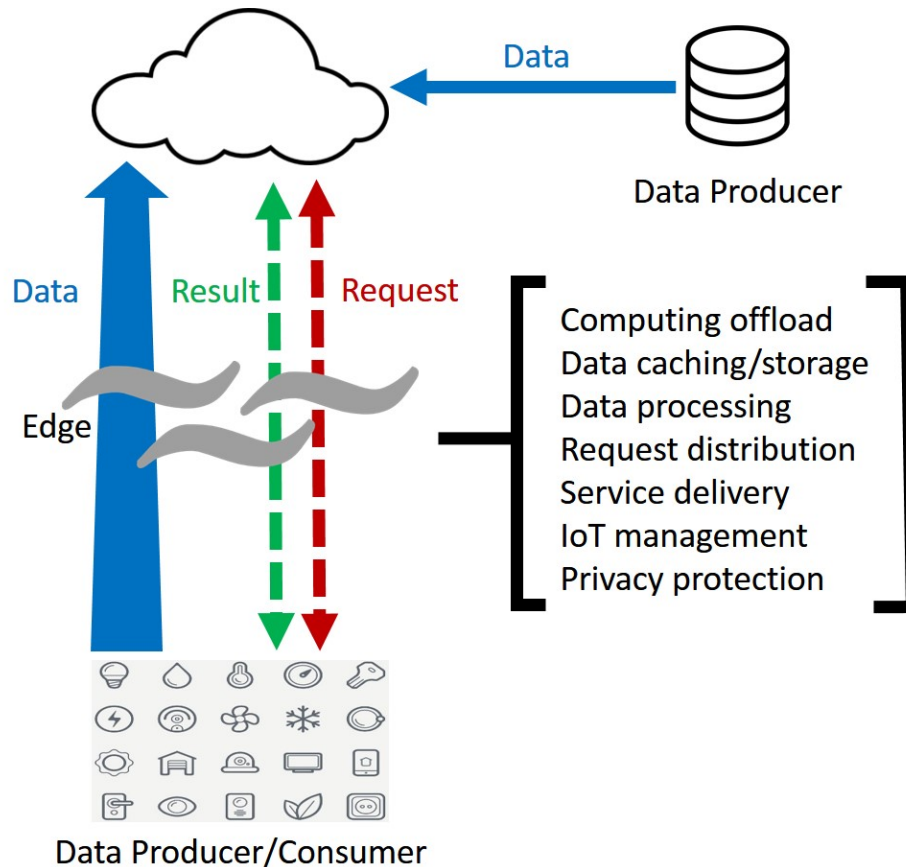 Data
Data Producer
Data
Result
Request
Edge
Computing offload
Data caching/storage
Data processing
Request distribution
Service delivery
IoT management
Privacy protection
Data Producer/Consumer